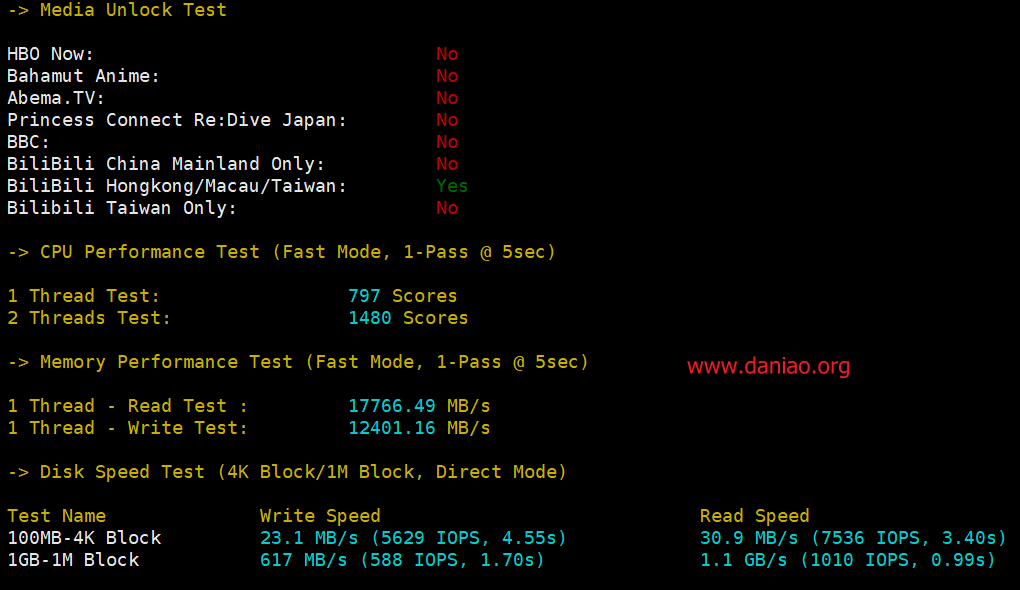 -> Media Unlock Test
HBO Now: No
Bahamut Anime: No
Abema.TV: No
Princess Connect Re:Dive Japan: No
BBC: No
BiliBili China Mainland Only: No
BiliBili Hongkong/Macau/Taiwan: Yes
Bilibili Taiwan Only: No
-> CPU Performance Test (Fast Mode, 1-Pass @ 5sec)
1 Thread Test: 797 Scores
2 Threads Test: 1480 Scores
-> Memory Performance Test (Fast Mode, 1-Pass @ 5sec)
www.daniao.org
1 Thread - Read Test : 17766.49 MB/s
1 Thread - Write Test: 12401.16 MB/s
-> Disk Speed Test (4K Block/1M Block, Direct Mode)
Test Name Write Speed Read Speed
100MB-4K Block 23.1 MB/s (5629 IOPS, 4.55s) 30.9 MB/s (7536 IOPS, 3.40s)
1GB-1M Block 617 MB/s (588 IOPS, 1.70s) 1.1 GB/s (1010 IOPS, 0.99s)